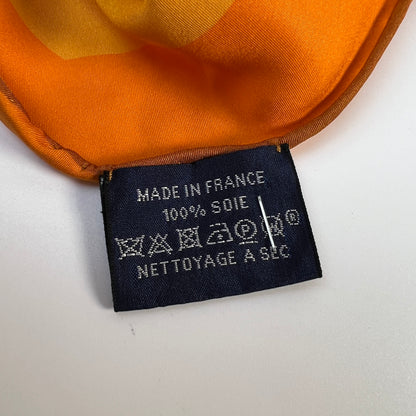 MADE IN FRANCE
100% SOIE
NETTOYAGE A SEC